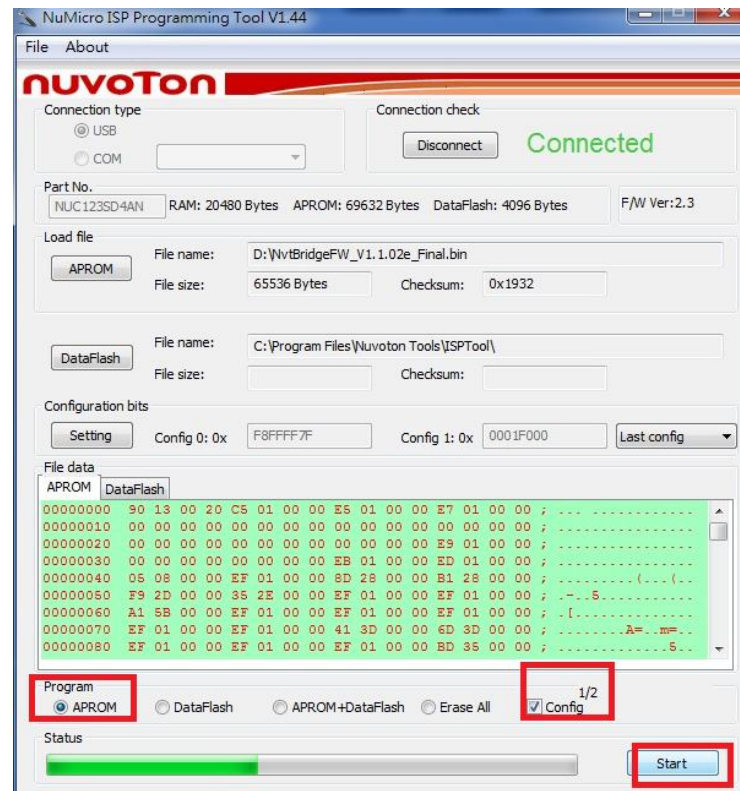 NuMicro ISP Programming Tool V1.44
File About
nuvoTon
Connection type
USB
COM
Connection check
Disconnect
Connected
Part No.
NUC123SD4AN RAM: 20480 Bytes APROM: 69632 Bytes DataFlash: 4096 Bytes F/W Ver:2.3
Load file
APROM
File name: D:\NvtBridgeFW_V1.1.02e_Final.bin
File size: 65536 Bytes Checksum: 0x1932
DataFlash
File name: C:\Program Files\Nuvoton Tools\ISPTool\
File size: Checksum:
Configuration bits
Setting Config 0: 0x F8FFFF7F Config 1: 0x 0001F000 Last config
File data
APROM DataFlash
00000000 90 13 00 20 C5 01 00 00 E5 01 00 00 E7 01 00 00 ; ... ............
00000010 00 00 00 00 00 00 00 00 00 00 00 00 00 00 00 00 ; ................
00000020 00 00 00 00 00 00 00 00 00 00 00 00 E9 01 00 00 ; ................
00000030 00 00 00 00 00 00 00 00 EB 01 00 00 ED 01 00 00 ; ................
00000040 05 08 00 00 EF 01 00 00 8D 28 00 00 B1 28 00 00 ; .........(...(..
00000050 F9 2D 00 00 35 2E 00 00 EF 01 00 00 EF 01 00 00 ; .-..5...........
00000060 A1 5B 00 00 EF 01 00 00 EF 01 00 00 EF 01 00 00 ; .[..............
00000070 EF 01 00 00 EF 01 00 00 41 3D 00 00 6D 3D 00 00 ; ........A=..m=..
00000080 EF 01 00 00 EF 01 00 00 EF 01 00 00 BD 35 00 00 ; .............5..
Program
1/2
APROM DataFlash APROM+DataFlash Erase All Config
Status
Start